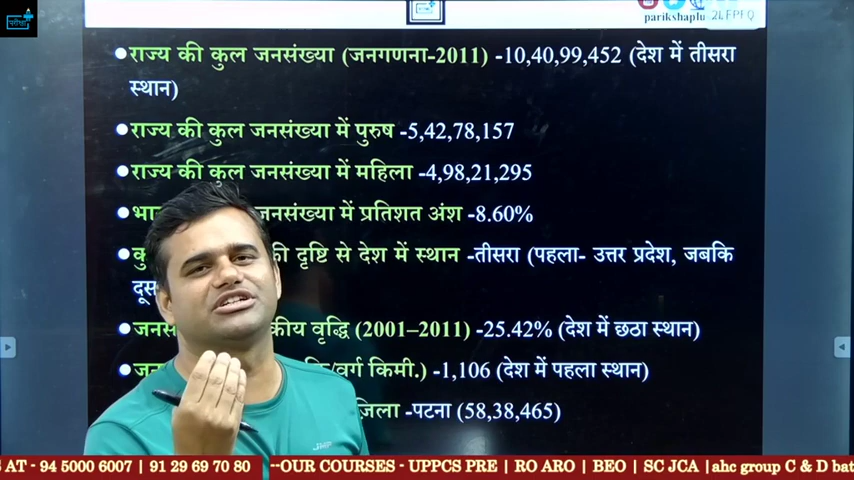 परीक्षा
parikshaplu
●राज्य की कुल जनसंख्या (जनगणना-2011) -10,40,99,452 (देश में तीसरा
स्थान)
●राज्य की कुल जनसंख्या में पुरुष -5,42,78,157
●राज्य की कुल जनसंख्या में महिला -4,98,21,295
●भा जनसंख्या में प्रतिशत अंश -8.60%
●कु की दृष्टि से देश में स्थान -तीसरा (पहला- उत्तर प्रदेश, जबकि
दूस
●जनस कीय वृद्धि (2001–2011) -25.42% (देश में छठा स्थान)
●जन /वर्ग किमी.) -1,106 (देश में पहला स्थान)
ज़िला -पटना (58,38,465)
S AT - 94 5000 6007 | 91 29 69 70 80 --OUR COURSES - UPPCS PRE | RO ARO | BEO | SC JCA |ahc group C & D bat